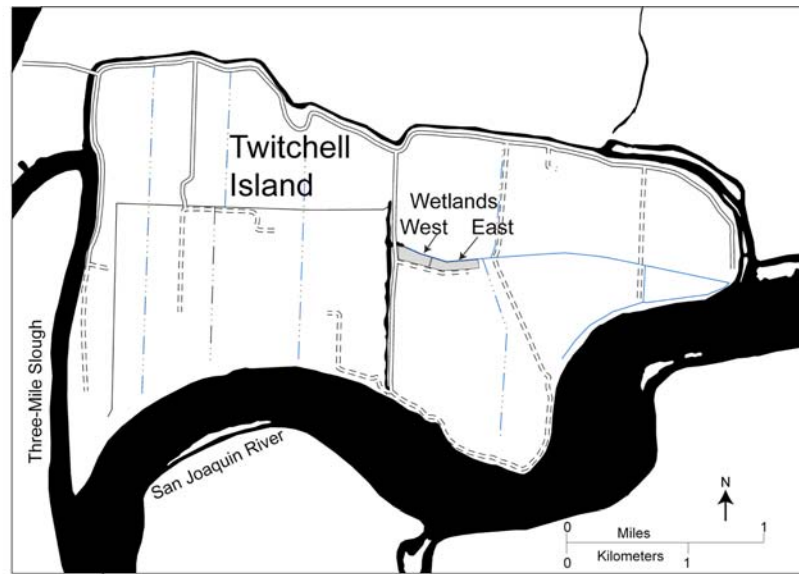 Twitchell
Island
Wetlands
West
East
Three-Mile Slough
San Joaquin River
N
0
1
Miles
Kilometers
0
1